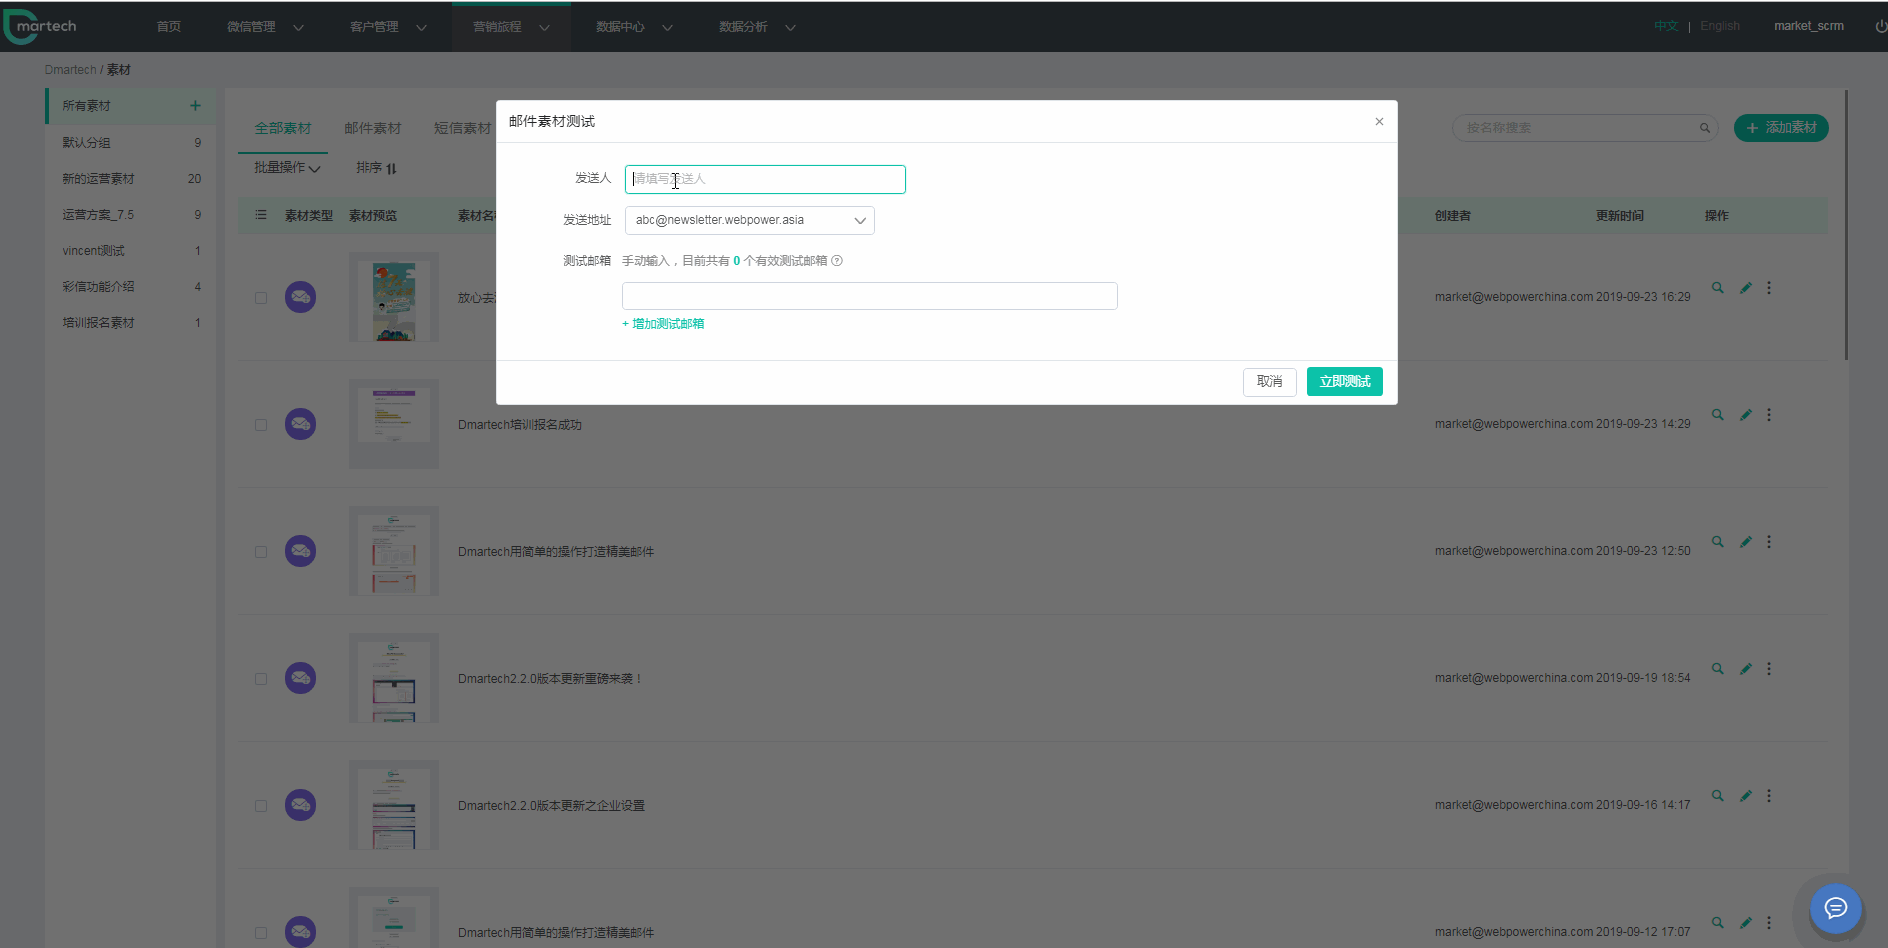 martech 首页 微信管理 客户管理 营销旅程 数据中心 数据分析 中文 | English market_scrm
Dmartech / 素材
所有素材 +
默认分组 9
新的运营素材 20
运营方案_7.5 9
vincent测试 1
彩信功能介绍 4
培训报名素材 1
全部素材 邮件素材 短信素材 按名称搜索 + 添加素材
批量操作 排序
素材类型 素材预览 素材名 创建者 更新时间 操作
邮件素材测试 ×
发送人 请填写发送人
发送地址 abc@newsletter.webpower.asia
测试邮箱 手动输入，目前共有 0 个有效测试邮箱 ?
+ 增加测试邮箱
取消 立即测试
放心去 market@webpowerchina.com 2019-09-23 16:29
Dmartech培训报名成功 market@webpowerchina.com 2019-09-23 14:29
Dmartech用简单的操作打造精美邮件 market@webpowerchina.com 2019-09-23 12:50
Dmartech2.2.0版本更新重磅来袭！ market@webpowerchina.com 2019-09-19 18:54
Dmartech2.2.0版本更新之企业设置 market@webpowerchina.com 2019-09-16 14:17
Dmartech用简单的操作打造精美邮件 market@webpowerchina.com 2019-09-12 17:07